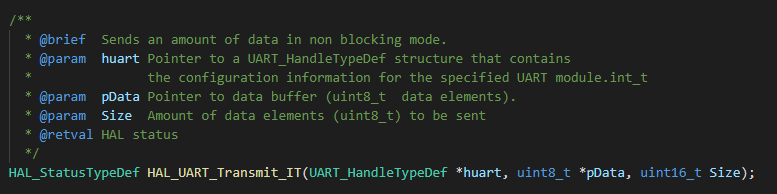 /**
* @brief  Sends an amount of data in non blocking mode.
* @param  huart Pointer to a UART_HandleTypeDef structure that contains
*               the configuration information for the specified UART module.int_t
* @param  pData Pointer to data buffer (uint8_t  data elements).
* @param  Size  Amount of data elements (uint8_t) to be sent
* @retval HAL status
*/
HAL_StatusTypeDef HAL_UART_Transmit_IT(UART_HandleTypeDef *huart, uint8_t *pData, uint16_t Size);